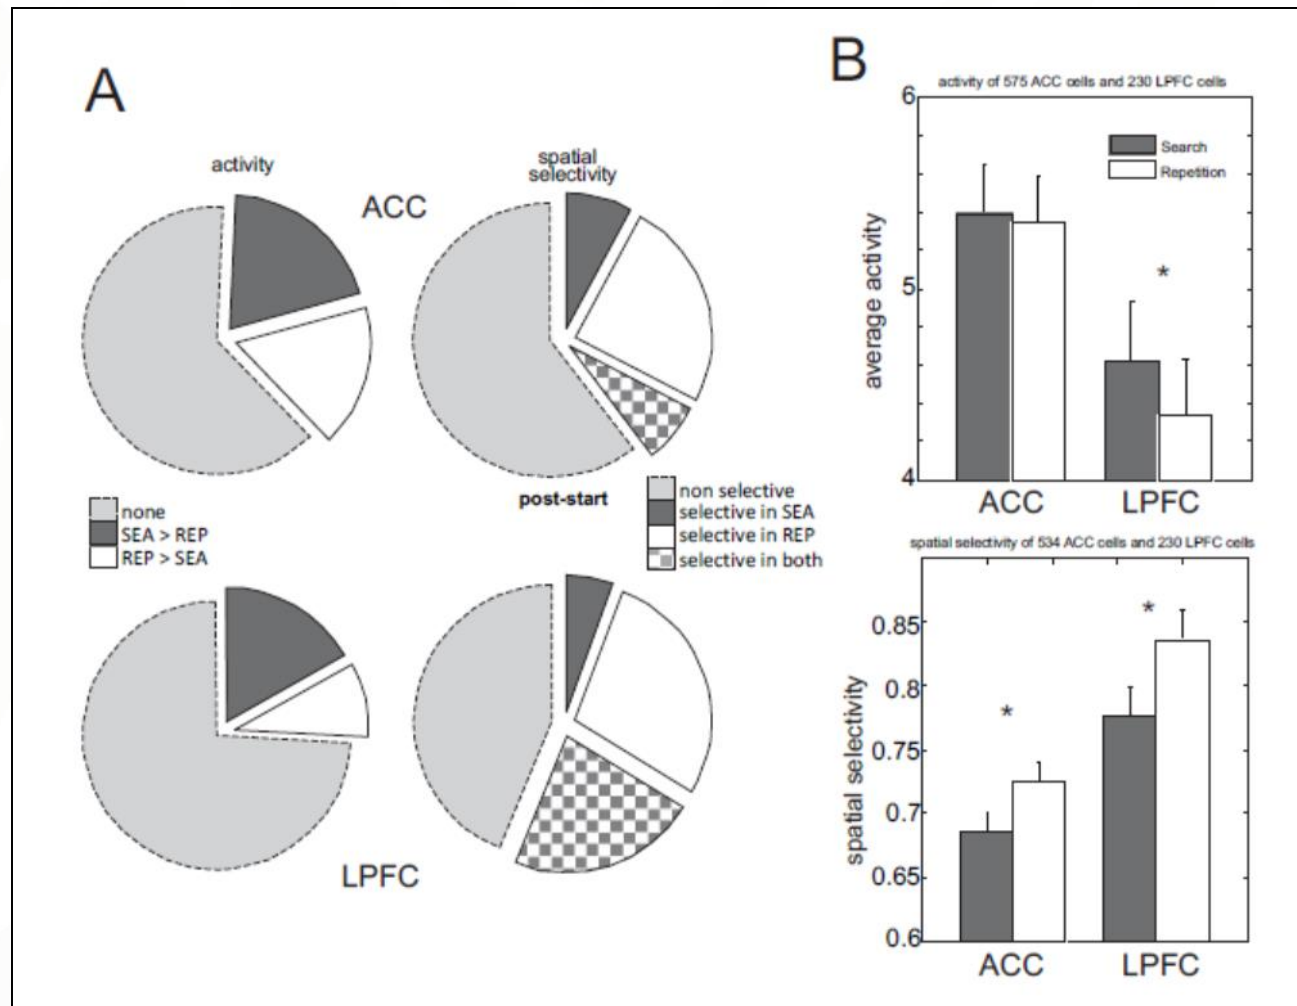 A
activity
spatial
selectivity
ACC
none
SEA > REP
REP > SEA
post-start
non selective
selective in SEA
selective in REP
selective in both
LPFC
B
activity of 575 ACC cells and 230 LPFC cells
6
Search
Repetition
average activity
*
5
4
ACC
LPFC
spatial selectivity of 534 ACC cells and 230 LPFC cells
spatial selectivity
*
0.85
0.8
*
0.75
0.7
0.65
0.6
ACC
LPFC